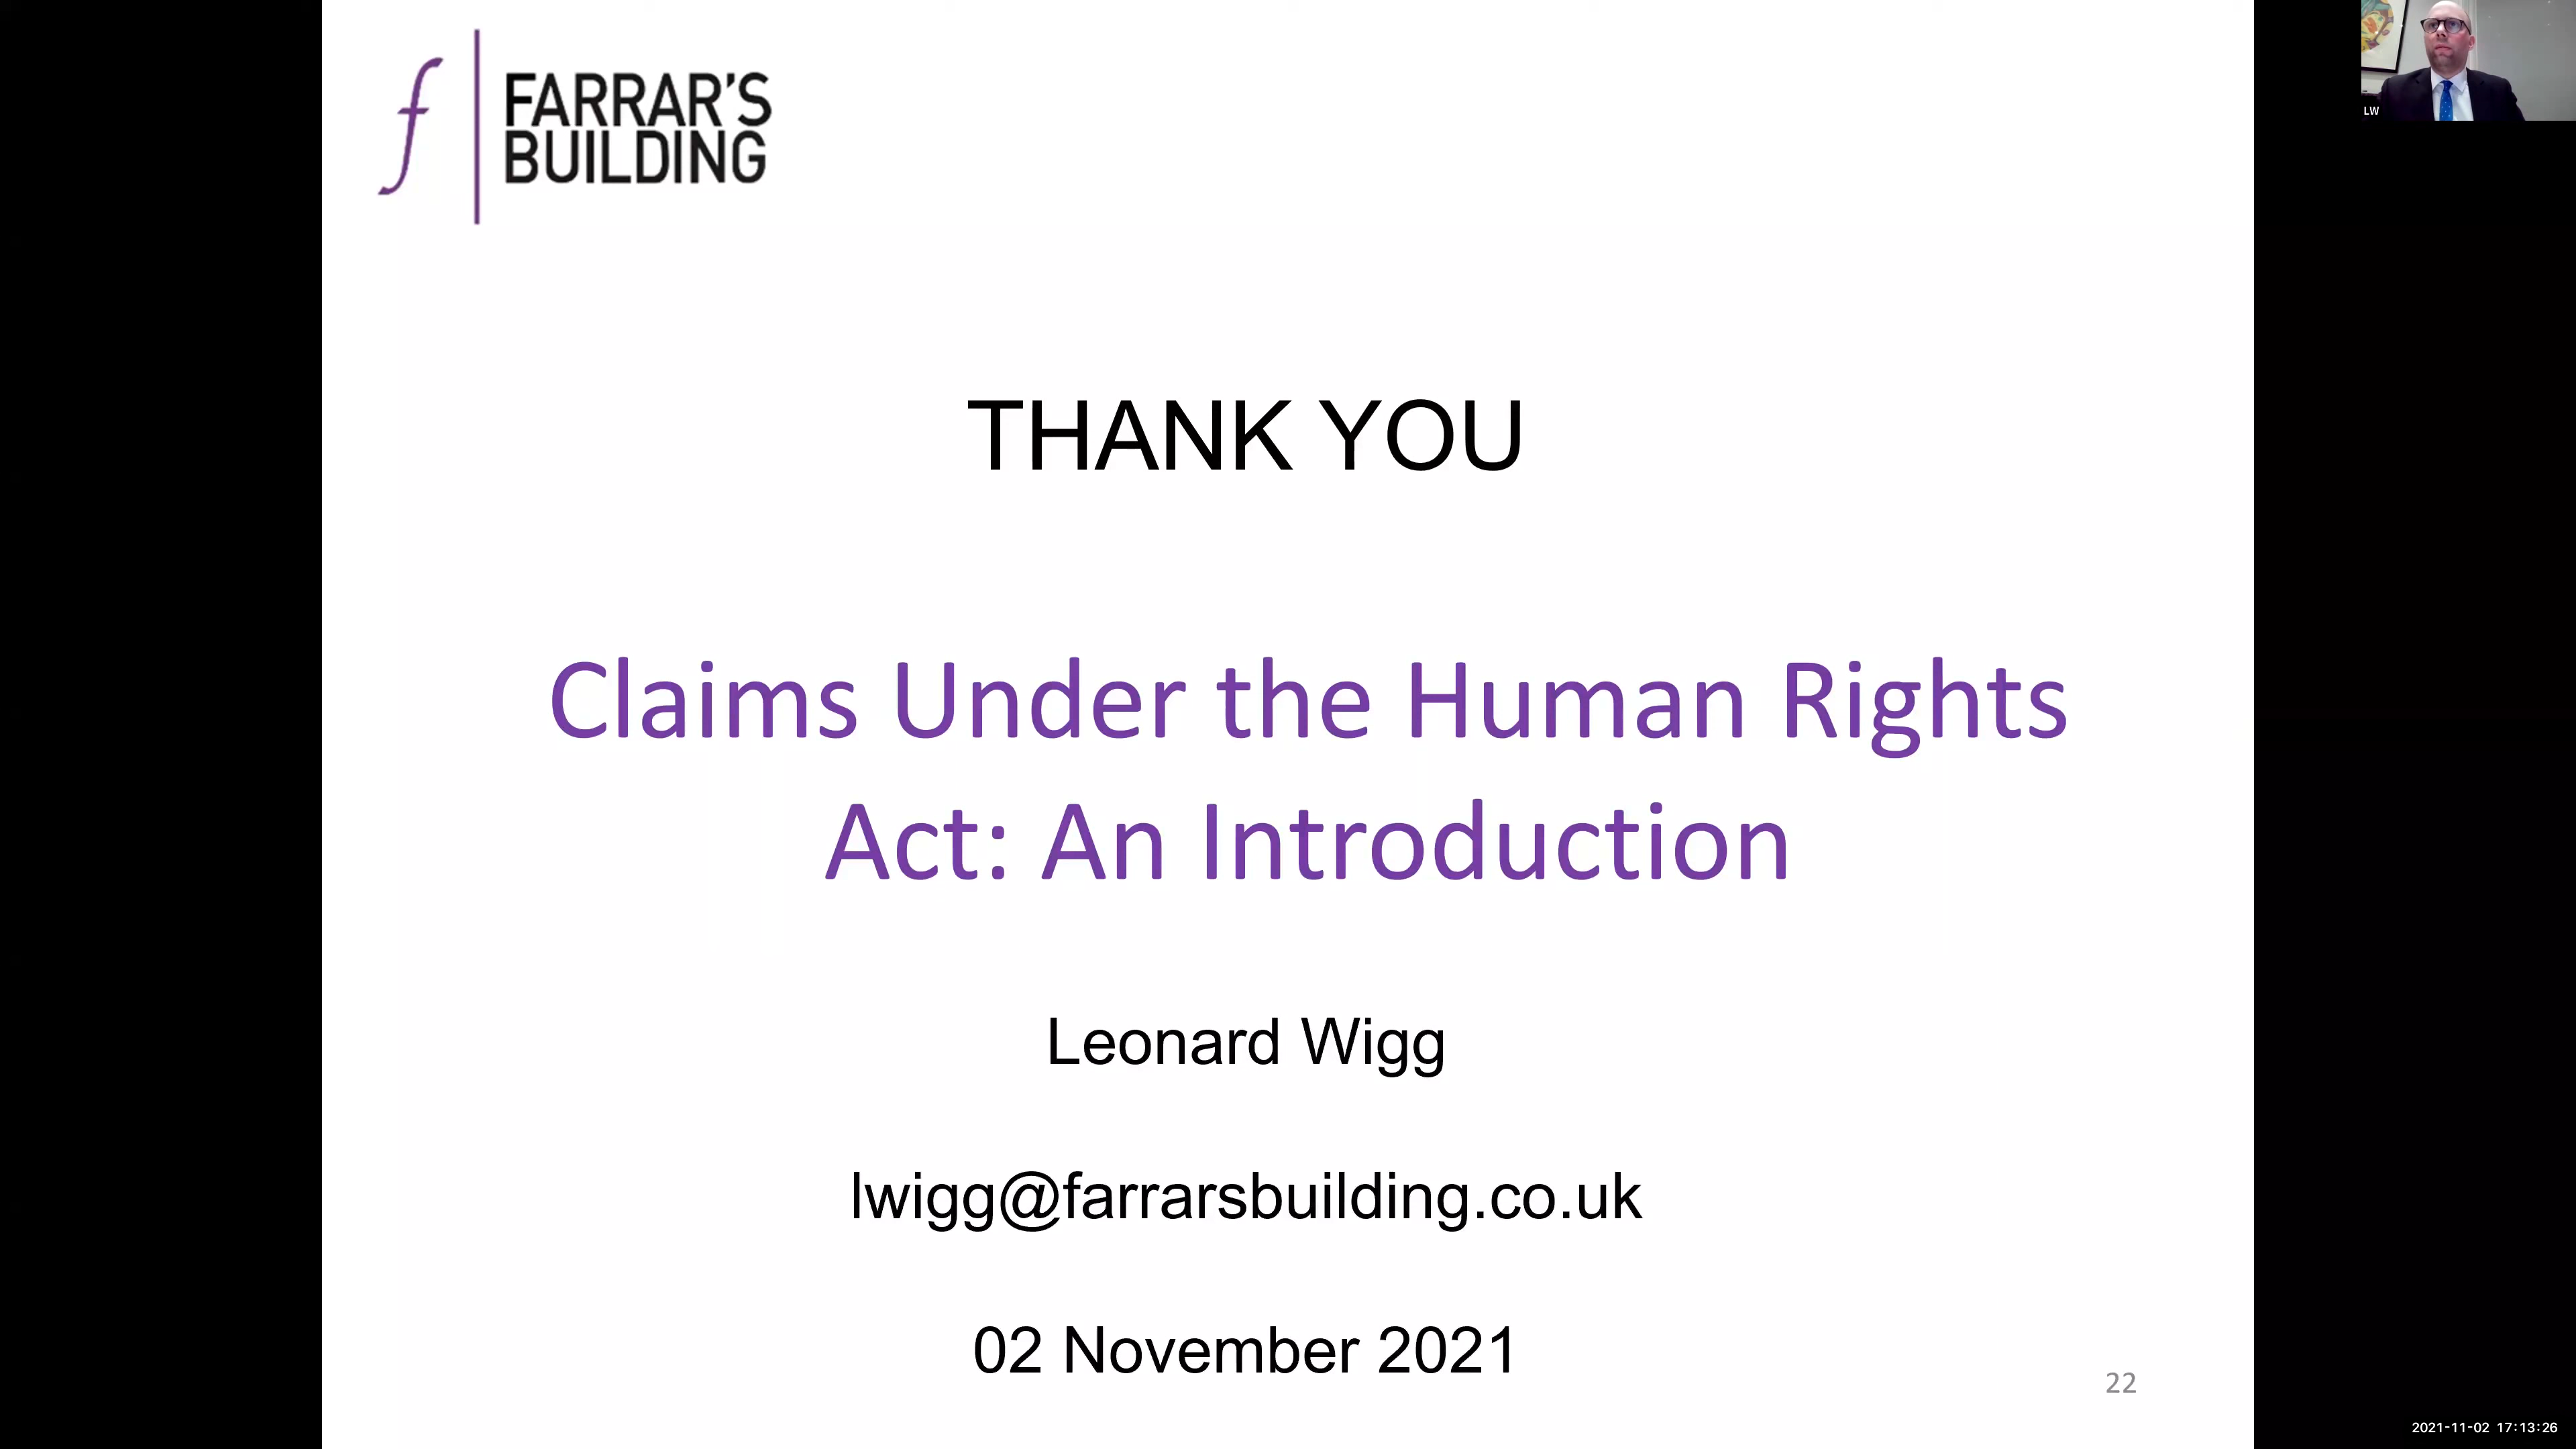 f
FARRAR'S
BUILDING
LW
THANK YOU
Claims Under the Human Rights
Act: An Introduction
Leonard Wigg
lwigg@farrarsbuilding.co.uk
02 November 2021
22
2021-11-02 17:13:26